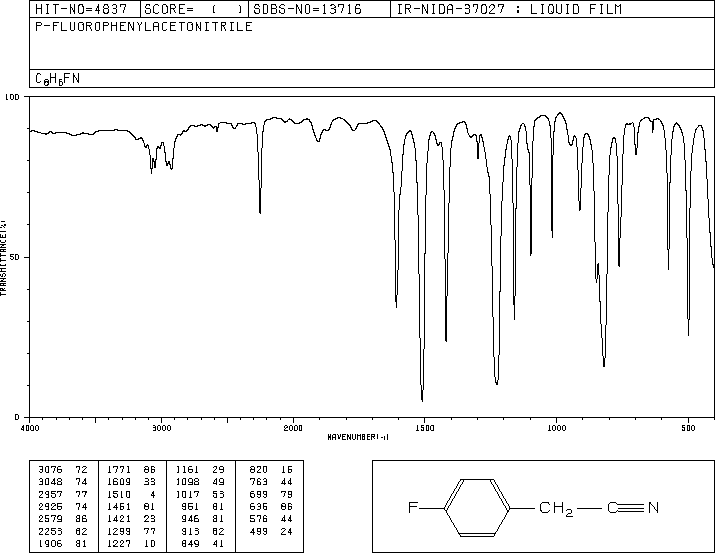 HIT-NO=4837 SCORE= ( ) SDBS-NO=13716 IR-NIDA-37027 : LIQUID FILM
P-FLUOROPHENYLACETONITRILE
C8H6FN
100
50
0
TRANSMITTANCE(%)
4000 3000 2000 1500 1000 500
WAVENUMBER(-1)
3076 72 1771 86 1161 29 820 15
3048 74 1609 33 1098 49 763 44
2957 77 1510 4 1017 53 699 79
2925 74 1461 81 951 81 636 86
2579 86 1421 23 946 81 576 44
2253 62 1299 77 913 62 499 24
1906 81 1227 10 849 41
F CH2 C N